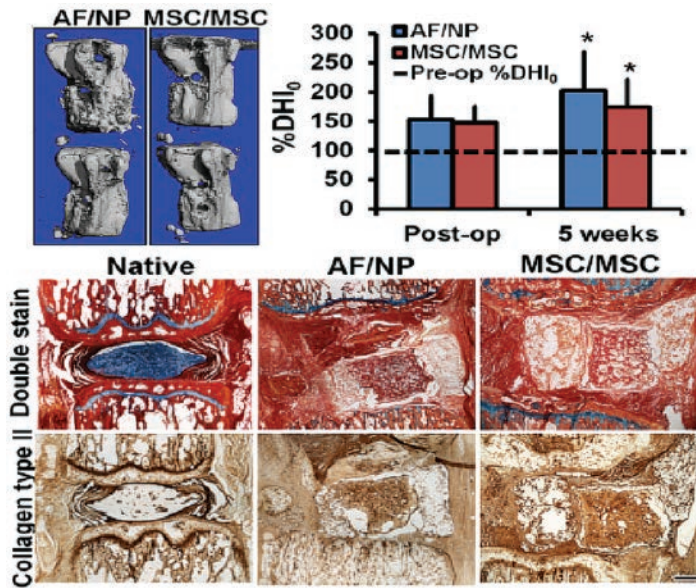 AF/NP MSC/MSC
AF/NP
MSC/MSC
Pre-op %DHI₀
* *
%DHI₀
300
250
200
150
100
50
0
Post-op 5 weeks
Native AF/NP MSC/MSC
Double stain
Collagen type II